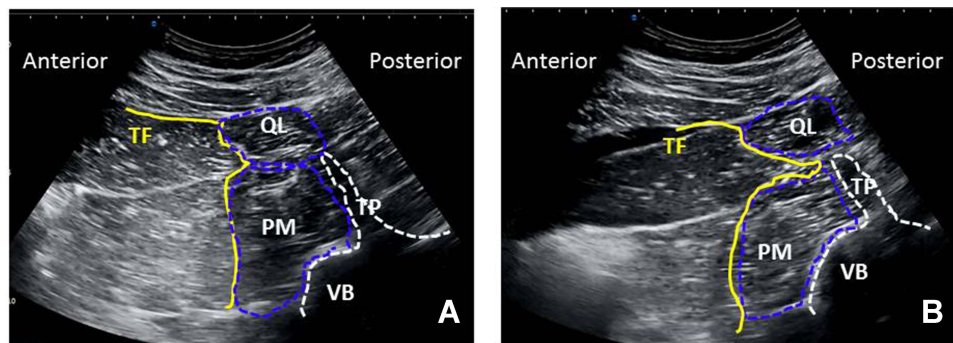 Anterior
Posterior
TF
QL
PM
TP
VB
A
Anterior
Posterior
TF
QL
TP
PM
VB
B